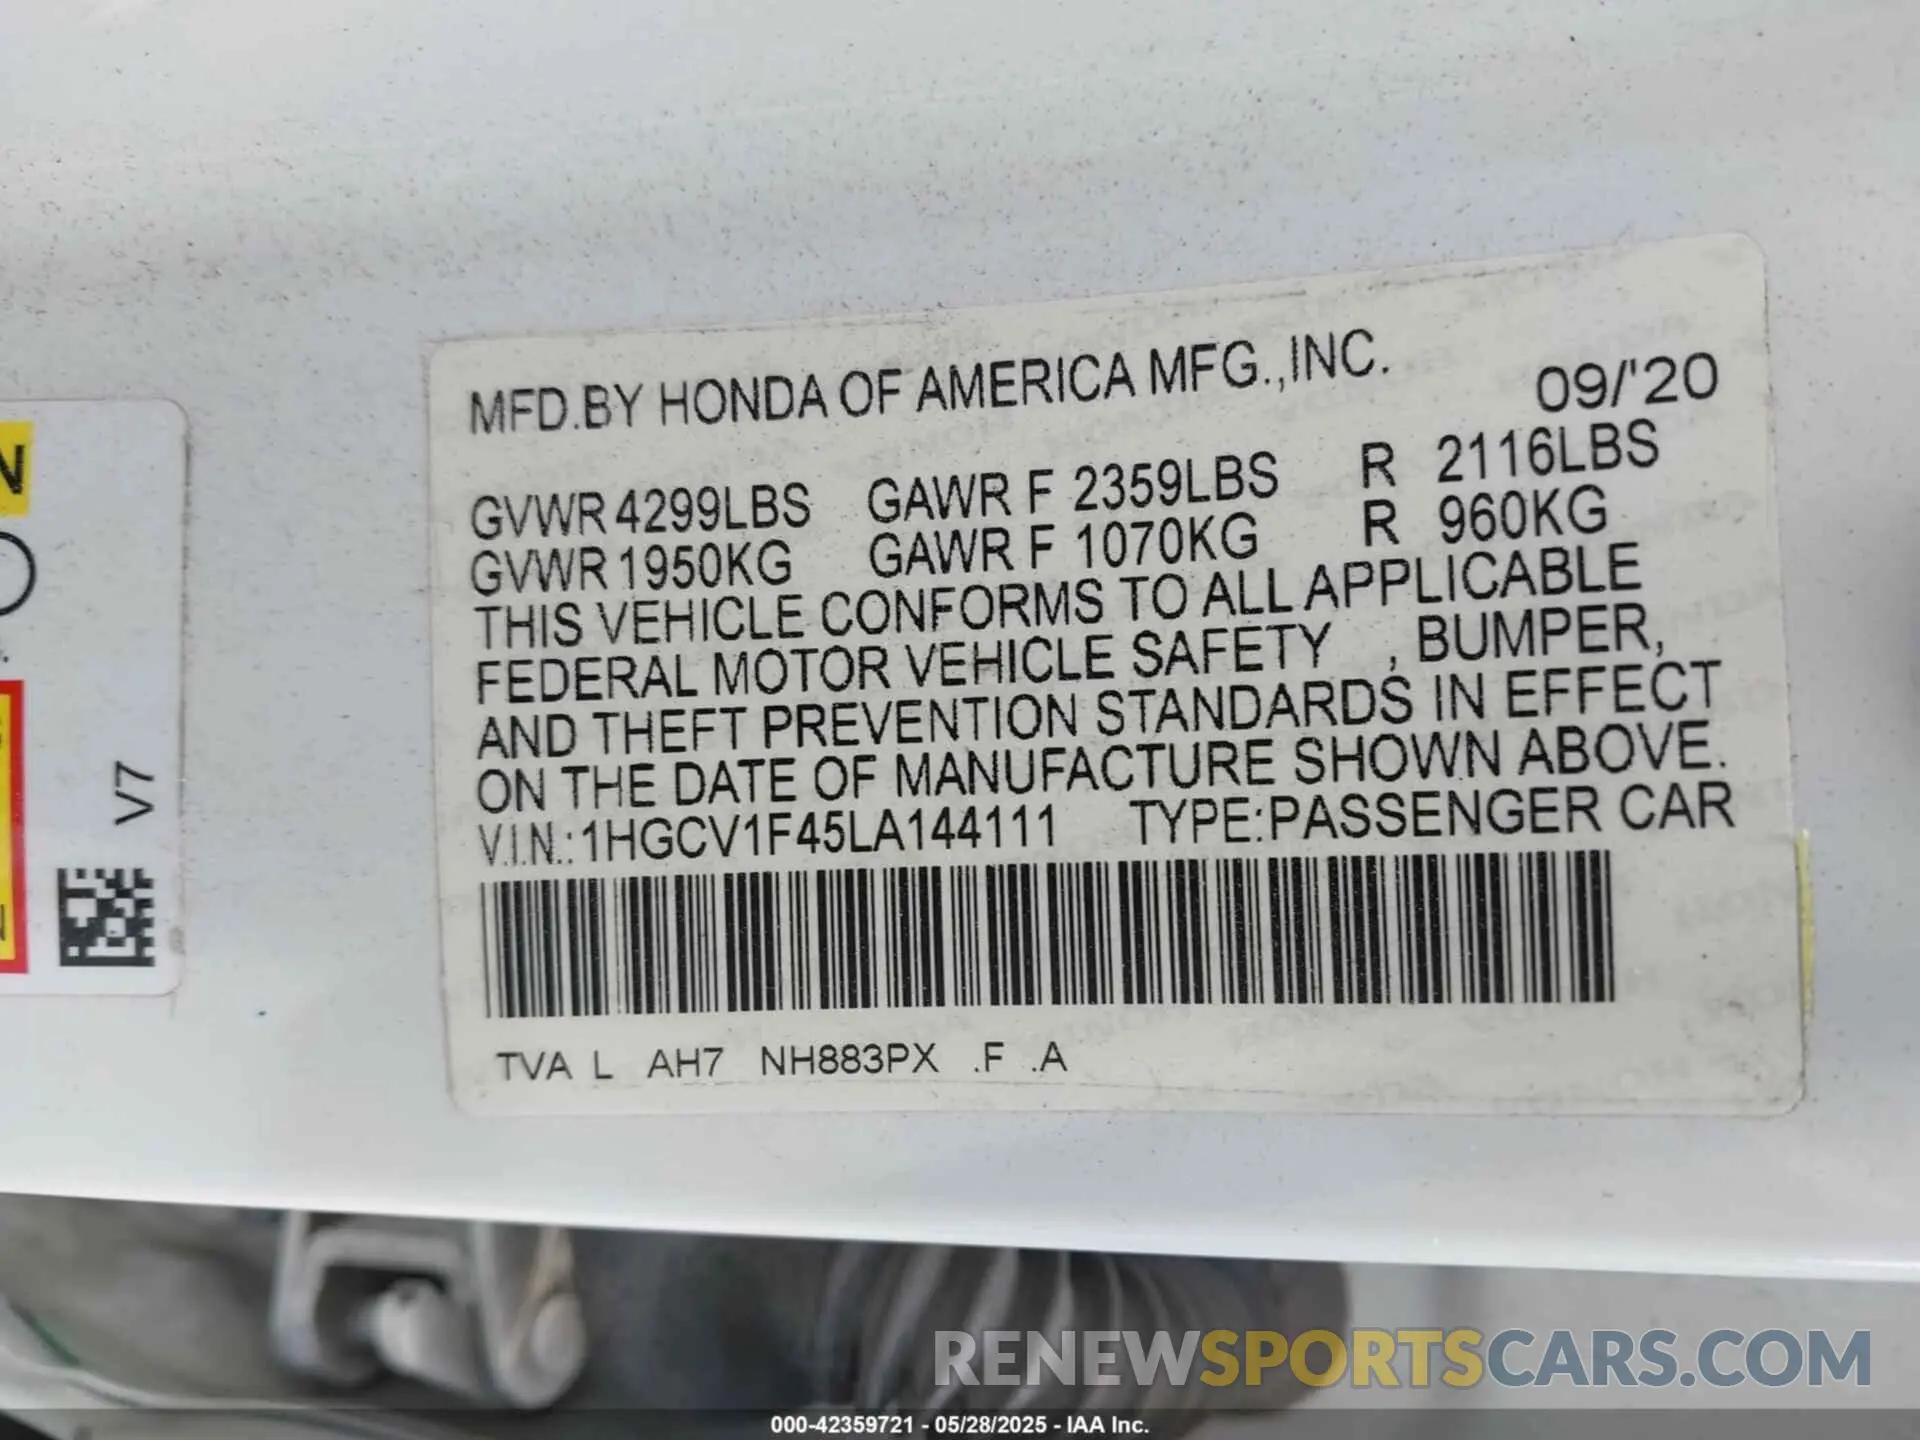 MFD.BY HONDA OF AMERICA MFG.,INC. 09/'20
GVWR 4299LBS GAWR F 2359LBS R 2116LBS
GVWR 1950KG GAWR F 1070KG R 960KG
THIS VEHICLE CONFORMS TO ALL APPLICABLE
FEDERAL MOTOR VEHICLE SAFETY , BUMPER,
AND THEFT PREVENTION STANDARDS IN EFFECT
ON THE DATE OF MANUFACTURE SHOWN ABOVE.
V.I.N.: 1HGCV1F45LA144111 TYPE:PASSENGER CAR
TVA L AH7 NH883PX .F .A
V7
RENEWSPORTSCARS.COM
000-42359721 - 05/28/2025 - IAA Inc.